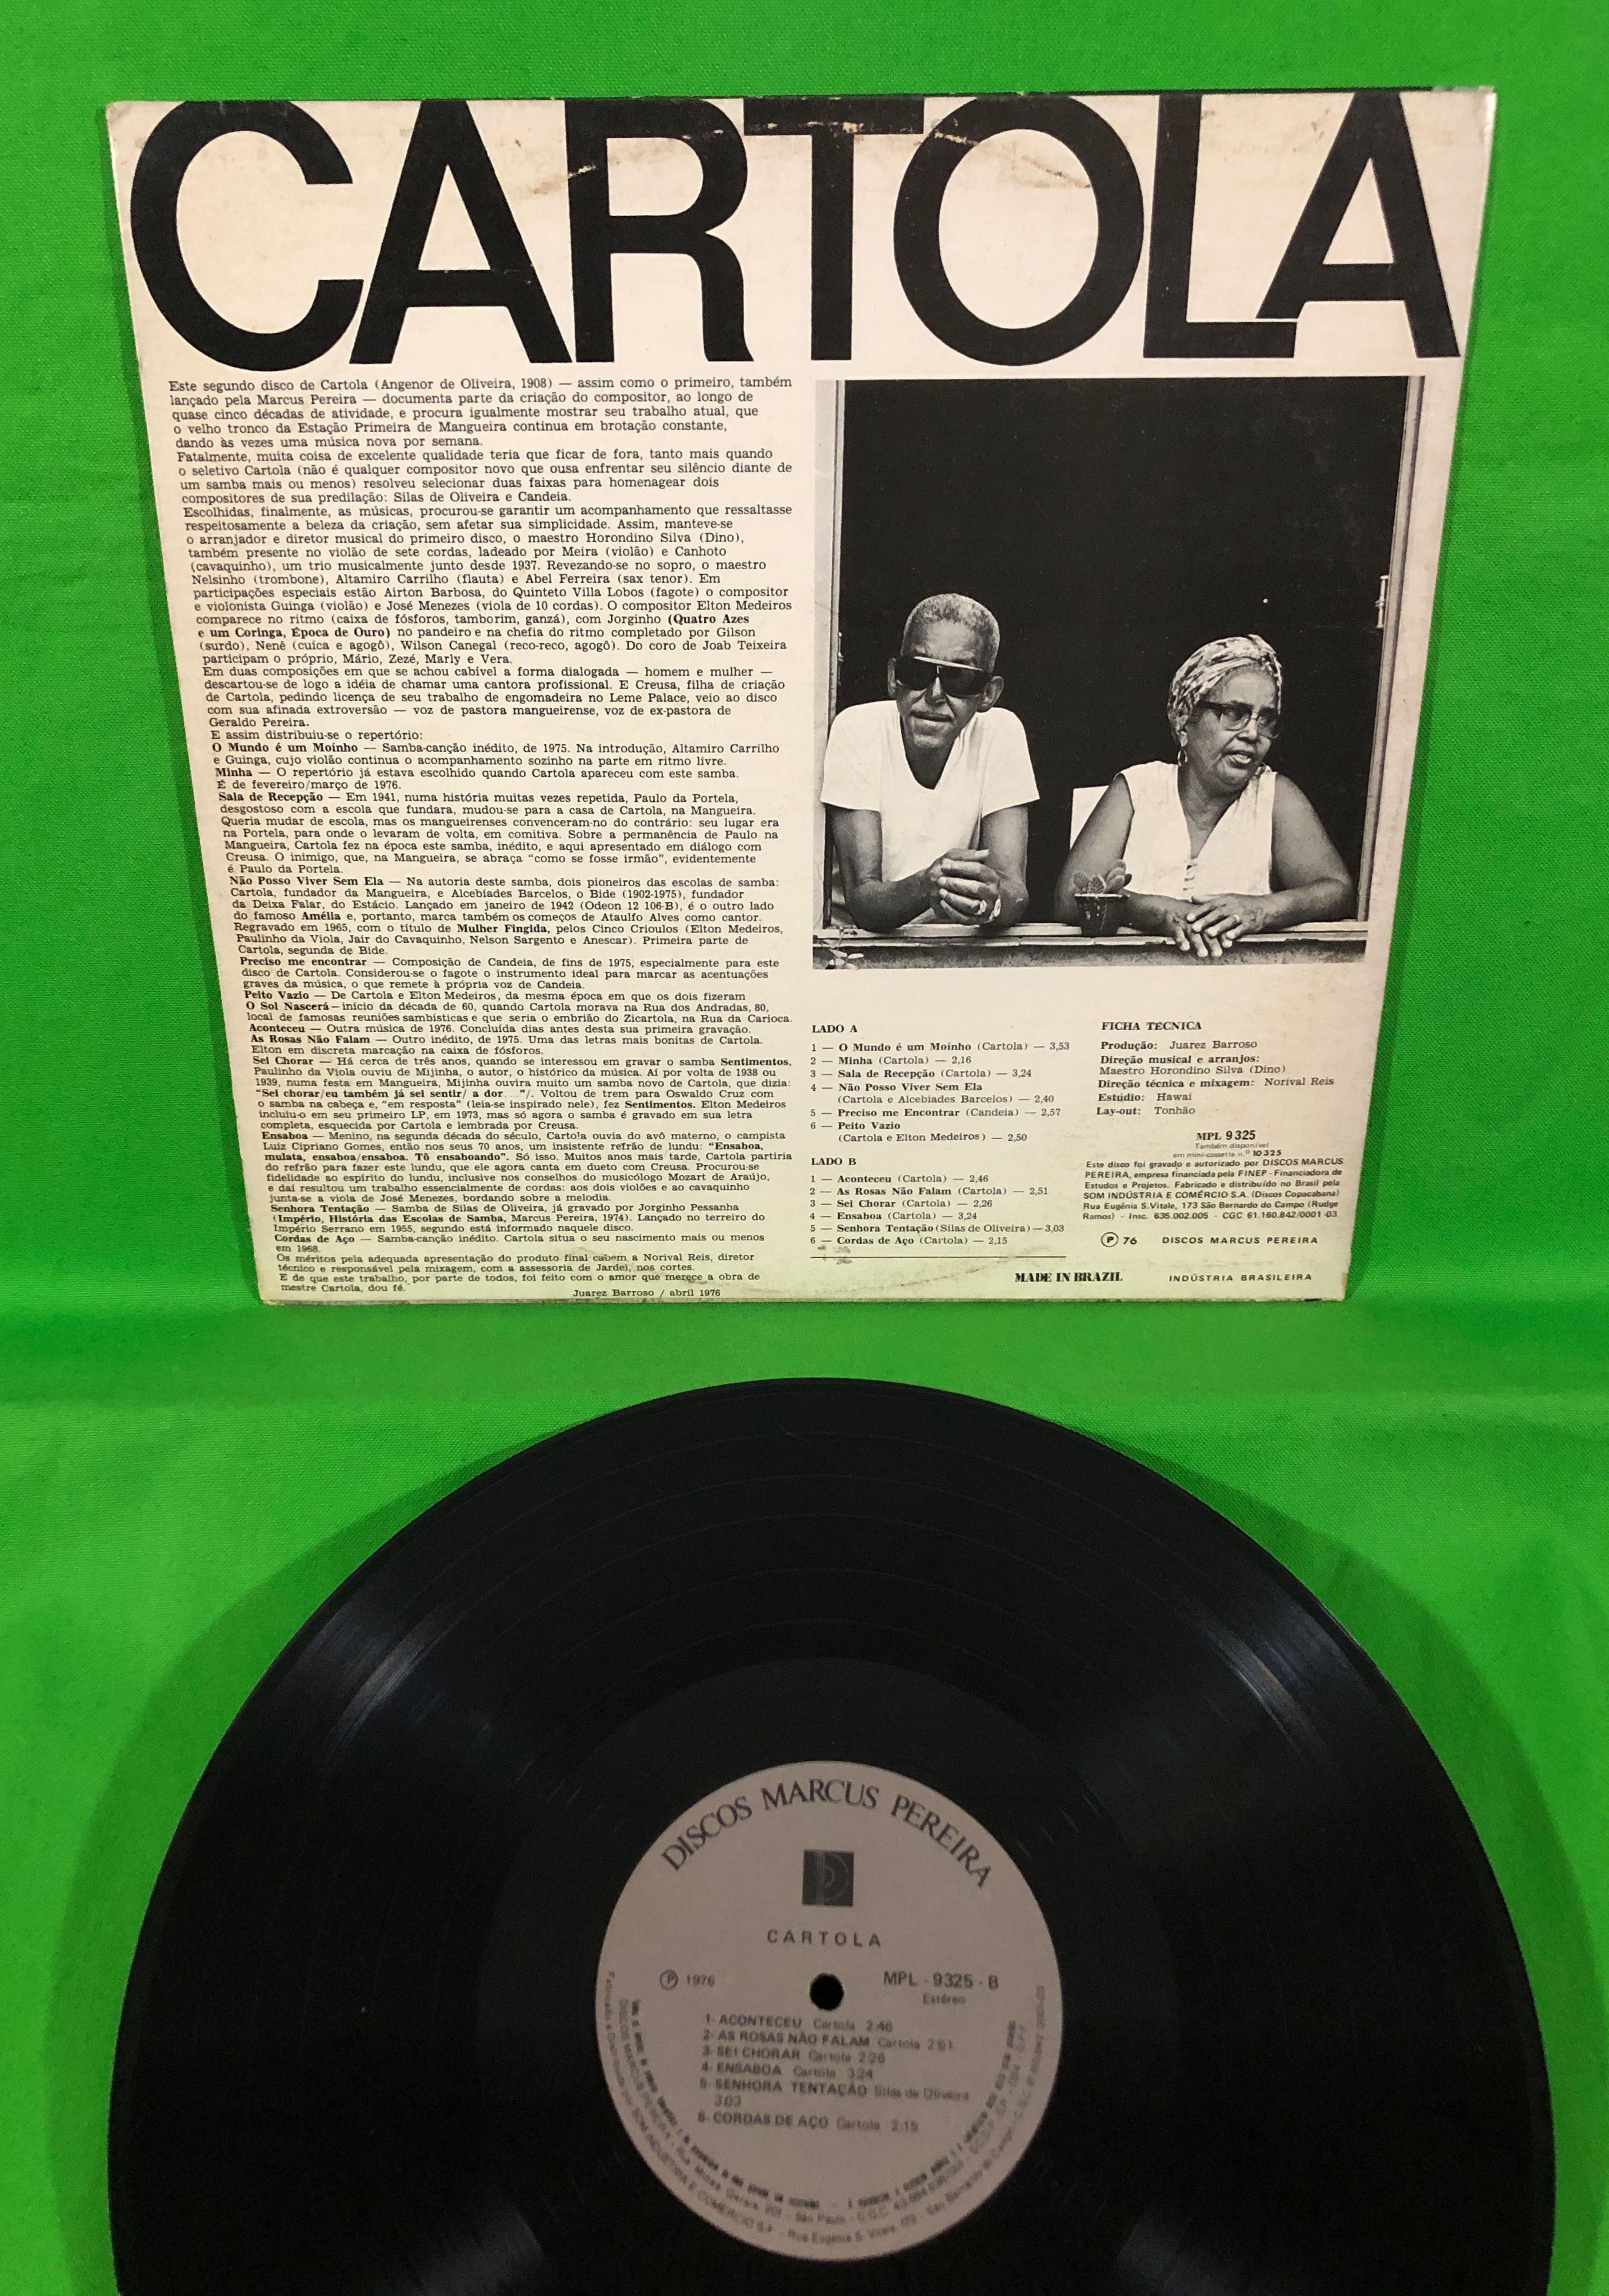 CARTOLA
Este segundo disco de Cartola (Angenor de Oliveira, 1908) — assim como o primeiro, também
lançado pela Marcus Pereira — documenta parte da criação do compositor, ao longo de
quase cinco décadas de atividade, e procura igualmente mostrar seu trabalho atual, que
o velho tronco da Estação Primeira de Mangueira continua em brotação constante,
dando às vezes uma música nova por semana.
Fatalmente, muita coisa de excelente qualidade teria que ficar de fora, tanto mais quando
o seletivo Cartola (não é qualquer compositor novo que ousa enfrentar seu silêncio diante de
um samba mais ou menos) resolveu selecionar duas faixas para homenagear dois
compositores de sua predilação: Silas de Oliveira e Candeia.
Escolhidas, finalmente, as músicas, procurou-se garantir um acompanhamento que ressaltasse
respeitosamente a beleza da criação, sem afetar sua simplicidade. Assim, manteve-se
o arranjador e diretor musical do primeiro disco, o maestro Horondino Silva (Dino),
também presente no violão de sete cordas, ladeado por Meira (violão) e Canhoto
(cavaquinho), um trio musicalmente junto desde 1937. Revezando-se no sopro, o maestro
Nelsinho (trombone), Altamiro Carrilho (flauta) e Abel Ferreira (sax tenor). Em
participações especiais estão Airton Barbosa, do Quinteto Villa Lobos (fagote) o compositor
e violonista Guinga (violão) e José Menezes (viola de 10 cordas). O compositor Elton Medeiros
comparece no ritmo (caixa de fósforos, tamborim, ganzá), com Jorginho (Quatro Azes
e um Coringa, Época de Ouro) no pandeiro e na chefia do ritmo completado por Gilson
(surdo), Nenê (cuíca e agogô), Wilson Canegal (reco-reco, agogô). Do coro de Joab Teixeira
participam o próprio, Mário, Zezé, Marly e Vera.
Em duas composições em que se achou cabível a forma dialogada — homem e mulher —
descartou-se de logo a idéia de chamar uma cantora profissional. E Creusa, filha de criação
de Cartola, pedindo licença de seu trabalho de engomadeira no Leme Palace, veio ao disco
com sua afinada extroversão — voz de pastora mangueirense, voz de ex-pastora de
Geraldo Pereira.
E assim distribuiu-se o repertório:
O Mundo é um Moínho — Samba-canção inédito, de 1975. Na introdução, Altamiro Carrilho
e Guinga, cujo violão continua o acompanhamento sozinho na parte em ritmo livre.
Minha — O repertório já estava escolhido quando Cartola apareceu com este samba.
É de fevereiro/março de 1976.
Sala de Recepção — Em 1941, numa história muitas vezes repetida, Paulo da Portela,
desgostoso com a escola que fundara, mudou-se para a casa de Cartola, na Mangueira.
Queria mudar de escola, mas os mangueirenses convenceram-no do contrário: seu lugar era
na Portela, para onde o levaram de volta, em comitiva. Sobre a permanência de Paulo na
Mangueira, Cartola fez na época este samba, inédito, e aqui apresentado em diálogo com
Creusa. O inimigo, que, na Mangueira, se abraça "como se fosse irmão", evidentemente
é Paulo da Portela.
Não Posso Viver Sem Ela — Na autoria deste samba, dois pioneiros das escolas de samba:
Cartola, fundador da Mangueira, e Alcebíades Barcelos, o Bide (1902-1975), fundador
da Deixa Falar, do Estácio. Lançado em janeiro de 1942 (Odeon 12 106-B), é o outro lado
do famoso Amélia e, portanto, marca também os começos de Ataulfo Alves como cantor.
Regravado em 1965, com o título de Mulher Fingida, pelos Cinco Crioulos (Elton Medeiros,
Paulinho da Viola, Jair do Cavaquinho, Nelson Sargento e Anescar). Primeira parte de
Cartola, segunda de Bide.
Preciso me encontrar — Composição de Candeia, de fins de 1975, especialmente para este
disco de Cartola. Considerou-se o fagote o instrumento ideal para marcar as acentuações
graves da música, o que remete à própria voz de Candeia.
Peito Vazio — De Cartola e Elton Medeiros, da mesma época em que os dois fizeram
O Sol Nascerá — início da década de 60, quando Cartola morava na Rua dos Andradas, 80,
local de famosas reuniões sambísticas e que seria o embrião do Zicartola, na Rua da Carioca.
Aconteceu — Outra música de 1976. Concluída dias antes desta sua primeira gravação.
As Rosas Não Falam — Outro inédito, de 1975. Uma das letras mais bonitas de Cartola.
Elton em discreta marcação na caixa de fósforos.
Sei Chorar — Há cerca de três anos, quando se interessou em gravar o samba Sentimentos,
Paulinho da Viola ouviu de Mijinha, o autor, o histórico da música. Aí por volta de 1938 ou
1939, numa festa em Mangueira, Mijinha ouvira muito um samba novo de Cartola, que dizia:
"Sei chorar/eu também já sei sentir/ a dor..."/. Voltou de trem para Oswaldo Cruz com
o samba na cabeça e, "em resposta" (leia-se inspirado nele), fez Sentimentos. Elton Medeiros
incluiu-o em seu primeiro LP, em 1973, mas só agora o samba é gravado em sua letra
completa, esquecida por Cartola e lembrada por Creusa.
Ensaboa — Menino, na segunda década do século, Cartola ouvia do avô materno, o campista
Luiz Cipriano Gomes, então nos seus 70 anos, um insistente refrão de lundu: "Ensaboa,
mulata, ensaboa/ensaboa. Tô ensaboando". Só isso. Muitos anos mais tarde, Cartola partiria
do refrão para fazer este lundu, que ele agora canta em dueto com Creusa. Procurou-se
fidelidade ao espírito do lundu, inclusive nos conselhos do musicólogo Mozart de Araújo,
e daí resultou um trabalho essencialmente de cordas: aos dois violões e ao cavaquinho
junta-se a viola de José Menezes, bordando sobre a melodia.
Senhora Tentação — Samba de Silas de Oliveira, já gravado por Jorginho Pessanha
(Império, História das Escolas de Samba, Marcus Pereira, 1974). Lançado no terreiro do
Império Serrano em 1955, segundo está informado naquele disco.
Cordas de Aço — Samba-canção inédito. Cartola situa o seu nascimento mais ou menos
em 1968.
Os méritos pela adequada apresentação do produto final cabem a Norival Reis, diretor
técnico e responsável pela mixagem, com a assessoria de Jardel, nos cortes.
E de que este trabalho, por parte de todos, foi feito com o amor que merece a obra de
mestre Cartola, dou fé.
Juarez Barroso / abril 1976
LADO A
1 — O Mundo é um Moínho (Cartola) — 3,53
2 — Minha (Cartola) — 2,16
3 — Sala de Recepção (Cartola) — 3,24
4 — Não Posso Viver Sem Ela
(Cartola e Alcebíades Barcelos) — 2,40
5 — Preciso me Encontrar (Candeia) — 2,57
6 — Peito Vazio
(Cartola e Elton Medeiros) — 2,50
LADO B
1 — Aconteceu (Cartola) — 2,46
2 — As Rosas Não Falam (Cartola) — 2,51
3 — Sei Chorar (Cartola) — 2,26
4 — Ensaboa (Cartola) — 3,24
5 — Senhora Tentação (Silas de Oliveira) — 3,03
6 — Cordas de Aço (Cartola) — 2,15
FICHA TÉCNICA
Produção: Juarez Barroso
Direção musical e arranjos:
Maestro Horondino Silva (Dino)
Direção técnica e mixagem: Norival Reis
Estúdio: Hawaí
Lay-out: Tonhão
MPL 9325
Também disponível
em mini-cassette n.º 10325
Este disco foi gravado e autorizado por DISCOS MARCUS
PEREIRA, empresa financiada pela FINEP - Financiadora de
Estudos e Projetos. Fabricado e distribuído no Brasil pela
SOM INDÚSTRIA E COMÉRCIO S.A. (Discos Copacabana)
Rua Eugênia S.Vitale, 173 São Bernardo do Campo (Rudge
Ramos) - Insc. 635.002.005 - CGC 61.160.842/0001-03
Ⓟ 76 DISCOS MARCUS PEREIRA
MADE IN BRAZIL INDÚSTRIA BRASILEIRA
DISCOS MARCUS PEREIRA
CARTOLA
Ⓟ 1976 MPL - 9325 - B
Estéreo
1- ACONTECEU Cartola 2:46
2- AS ROSAS NÃO FALAM Cartola 2:51
3- SEI CHORAR Cartola 2:26
4- ENSABOA Cartola 3:24
5- SENHORA TENTAÇÃO Silas de Oliveira
3:03
6- CORDAS DE AÇO Cartola 2:15